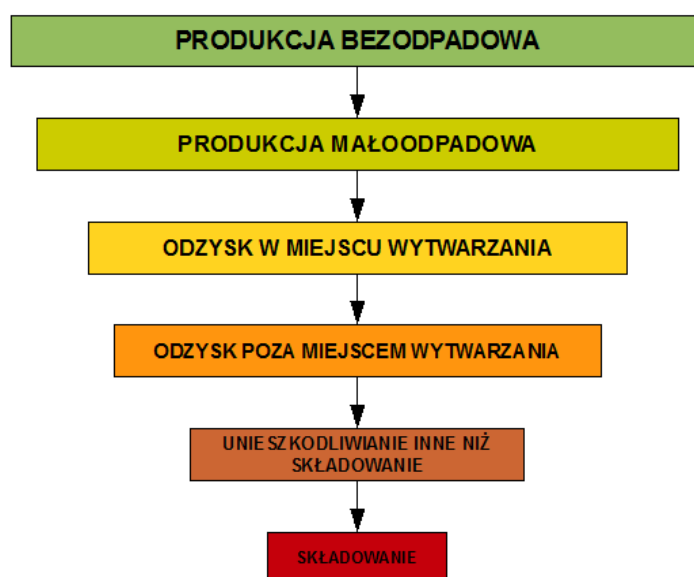 PRODUKCJA BEZODPADOWA
PRODUKCJA MAŁOODPADOWA
ODZYSK W MIEJSCU WYTWARZANIA
ODZYSK POZA MIEJSCEM WYTWARZANIA
UNIESZKODLIWIANIE INNE NIŻ
SKŁADOWANIE
SKŁADOWANIE